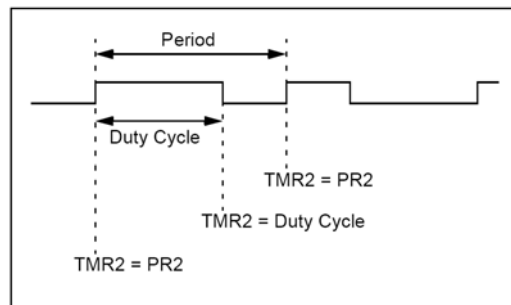 Period
Duty Cycle
TMR2 = PR2
TMR2 = Duty Cycle
TMR2 = PR2